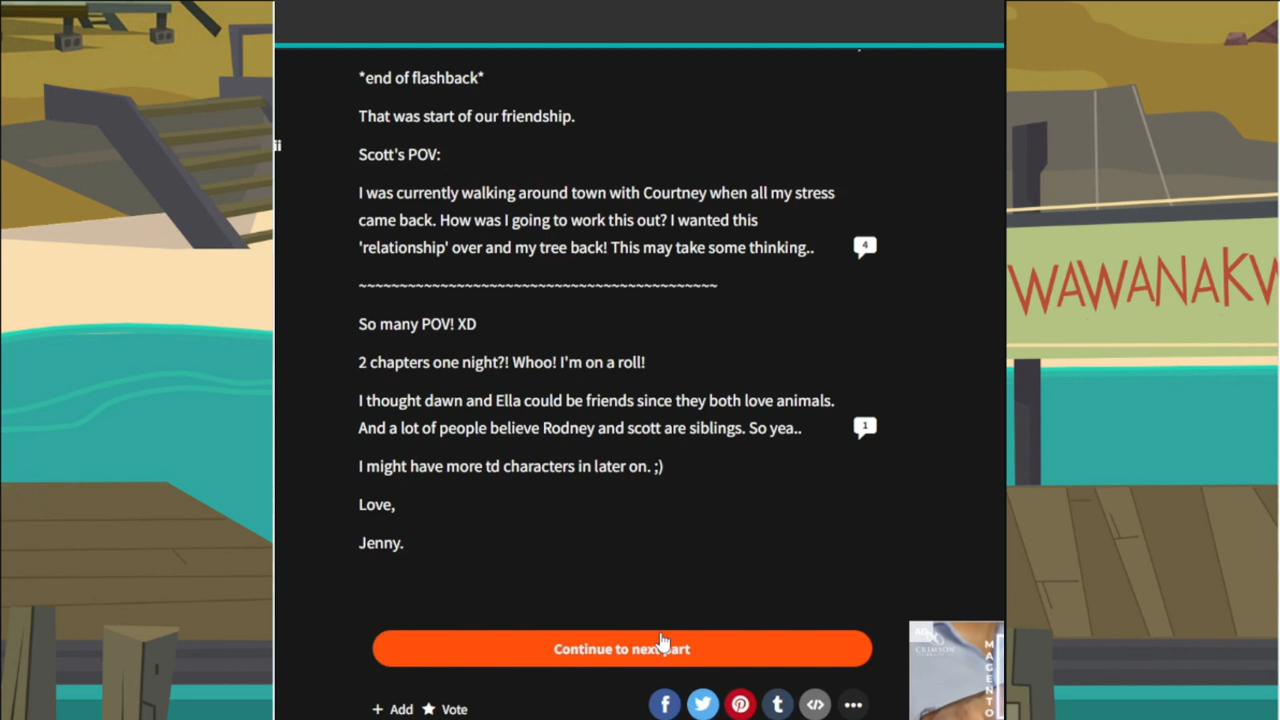 *end of flashback*
That was start of our friendship.
ii
Scott's POV:
I was currently walking around town with Courtney when all my stress
came back. How was I going to work this out? I wanted this
'relationship' over and my tree back! This may take some thinking..
4
~~~~~~~~~~~~~~~~~~~~~~~~~~~~~~~~~~~~~~~~~~~
So many POV! XD
2 chapters one night?! Whoo! I'm on a roll!
I thought dawn and Ella could be friends since they both love animals.
And a lot of people believe Rodney and scott are siblings. So yea..
1
I might have more td characters in later on. ;)
Love,
Jenny.
Continue to next part
+ Add ★ Vote
WAWANAKW
CRIMSON
MAGENTO